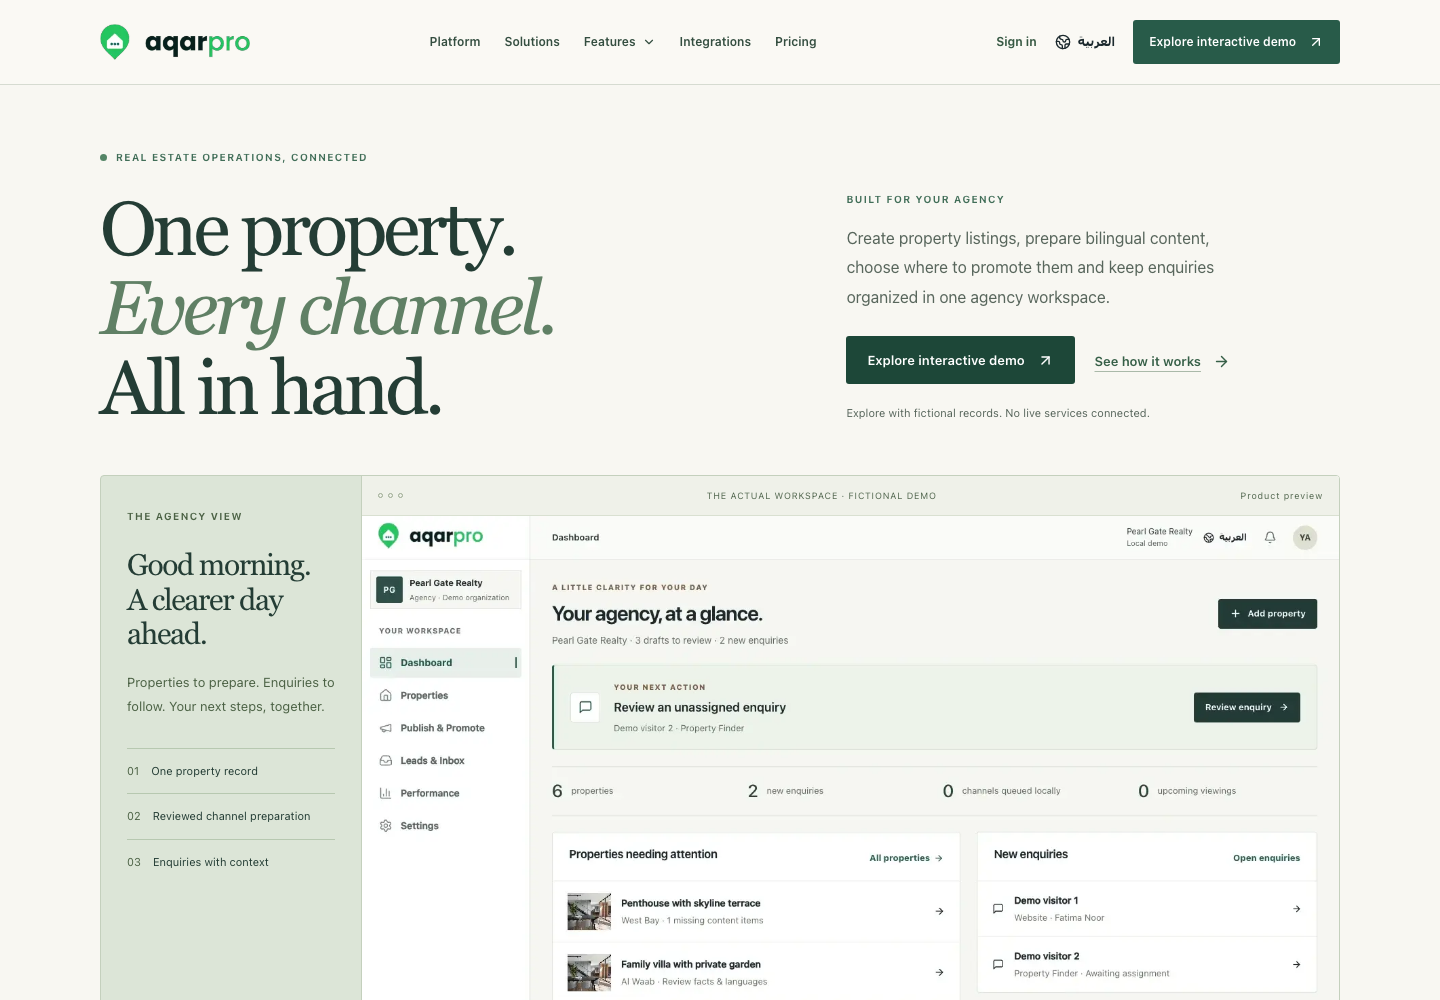 aqarpro
Platform
Solutions
Features
Integrations
Pricing
Sign in
العربية
Explore interactive demo
REAL ESTATE OPERATIONS, CONNECTED
One property.
Every channel.
All in hand.
BUILT FOR YOUR AGENCY
Create property listings, prepare bilingual content,
choose where to promote them and keep enquiries
organized in one agency workspace.
Explore interactive demo
See how it works
Explore with fictional records. No live services connected.
THE AGENCY VIEW
Good morning.
A clearer day
ahead.
Properties to prepare. Enquiries to
follow. Your next steps, together.
01 One property record
02 Reviewed channel preparation
03 Enquiries with context
THE ACTUAL WORKSPACE · FICTIONAL DEMO
Product preview
aqarpro
Dashboard
Pearl Gate Realty
Local demo
العربية
YA
PG
Pearl Gate Realty
Agency · Demo organization
YOUR WORKSPACE
Dashboard
Properties
Publish & Promote
Leads & Inbox
Performance
Settings
A LITTLE CLARITY FOR YOUR DAY
Your agency, at a glance.
Pearl Gate Realty · 3 drafts to review · 2 new enquiries
Add property
YOUR NEXT ACTION
Review an unassigned enquiry
Demo visitor 2 · Property Finder
Review enquiry
6 properties
2 new enquiries
0 channels queued locally
0 upcoming viewings
Properties needing attention
All properties
Penthouse with skyline terrace
West Bay · 1 missing content items
Family villa with private garden
Al Waab · Review facts & languages
New enquiries
Open enquiries
Demo visitor 1
Website · Fatima Noor
Demo visitor 2
Property Finder · Awaiting assignment